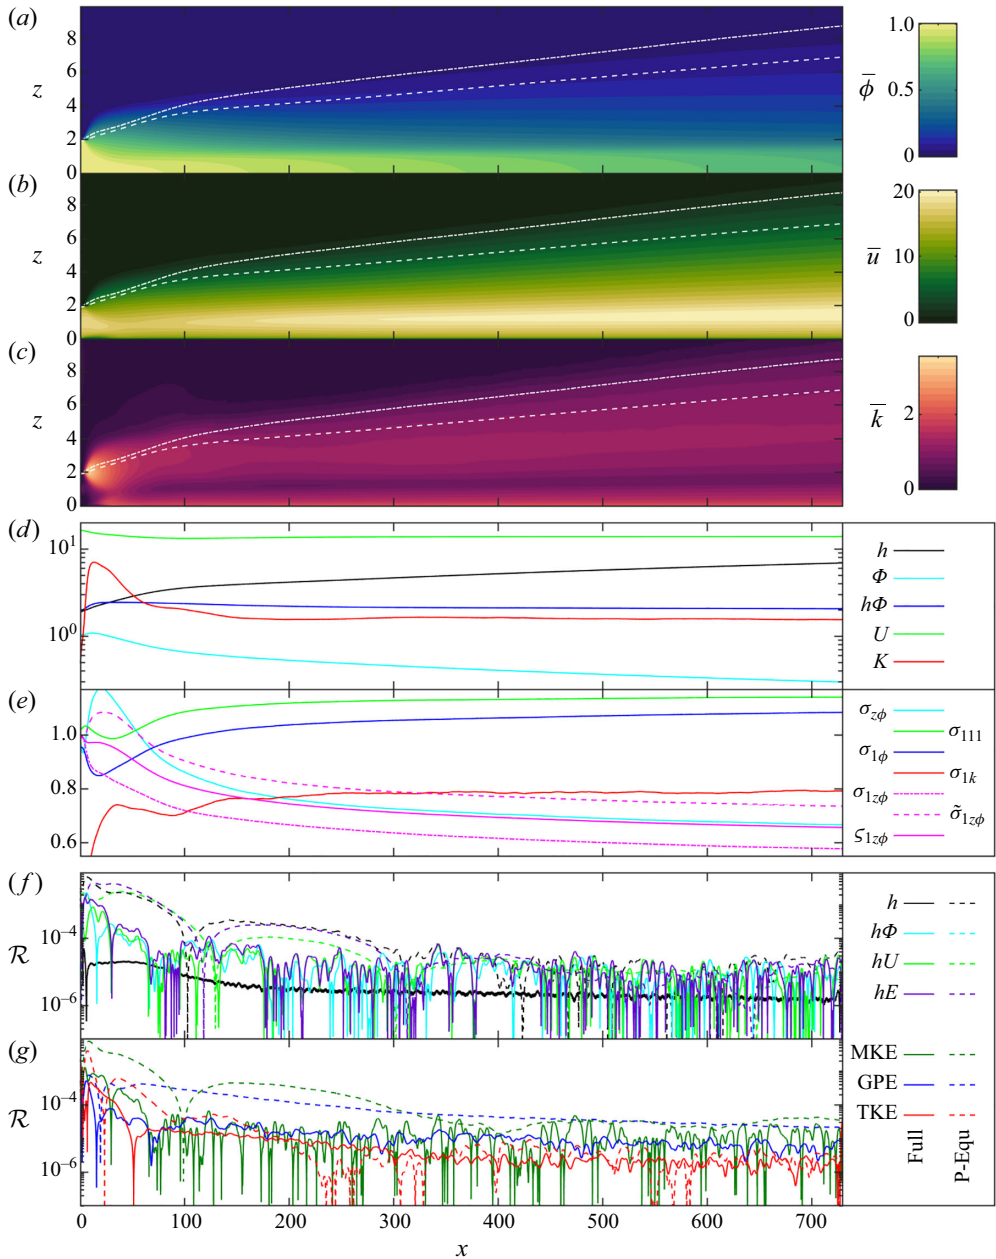 (a)
8
6
z
4
2
0
1.0
ϕ̅
0.5
0
(b)
8
6
z
4
2
0
20
u̅
10
0
(c)
8
6
z
4
2
0
k̅
2
0
(d)
10¹
10⁰
h
Φ
hΦ
U
K
(e)
1.0
0.8
0.6
σzϕ
σ111
σ1ϕ
σ1k
σ1zϕ
σ̃1zϕ
ς1zϕ
(f)
10⁻⁴
ℛ
10⁻⁶
h
hΦ
hU
hE
(g)
10⁻⁴
ℛ
10⁻⁶
MKE
GPE
TKE
Full
P-Equ
0 100 200 300 400 500 600 700
x